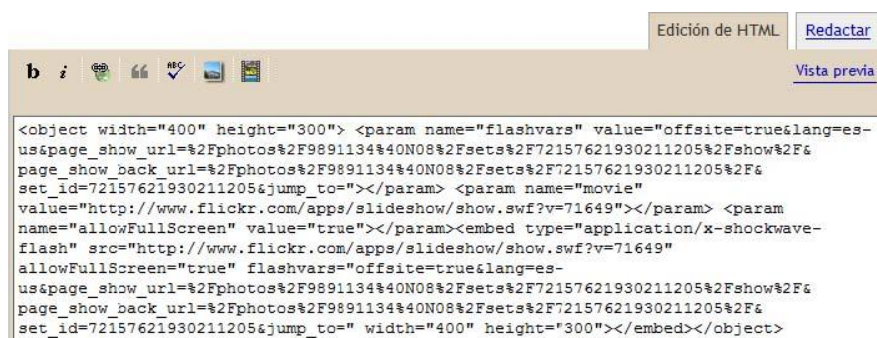 Edición de HTML Redactar
b i ABC Vista previa
<object width="400" height="300"> <param name="flashvars" value="offsite=true&lang=es-
us&page_show_url=%2Fphotos%2F9891134%40N08%2Fsets%2F72157621930211205%2Fshow%2F&
page_show_back_url=%2Fphotos%2F9891134%40N08%2Fsets%2F72157621930211205%2F&
set_id=72157621930211205&jump_to="></param> <param name="movie"
value="http://www.flickr.com/apps/slideshow/show.swf?v=71649"></param> <param
name="allowFullScreen" value="true"></param><embed type="application/x-shockwave-
flash" src="http://www.flickr.com/apps/slideshow/show.swf?v=71649"
allowFullScreen="true" flashvars="offsite=true&lang=es-
us&page_show_url=%2Fphotos%2F9891134%40N08%2Fsets%2F72157621930211205%2Fshow%2F&
page_show_back_url=%2Fphotos%2F9891134%40N08%2Fsets%2F72157621930211205%2F&
set_id=72157621930211205&jump_to=" width="400" height="300"></embed></object>